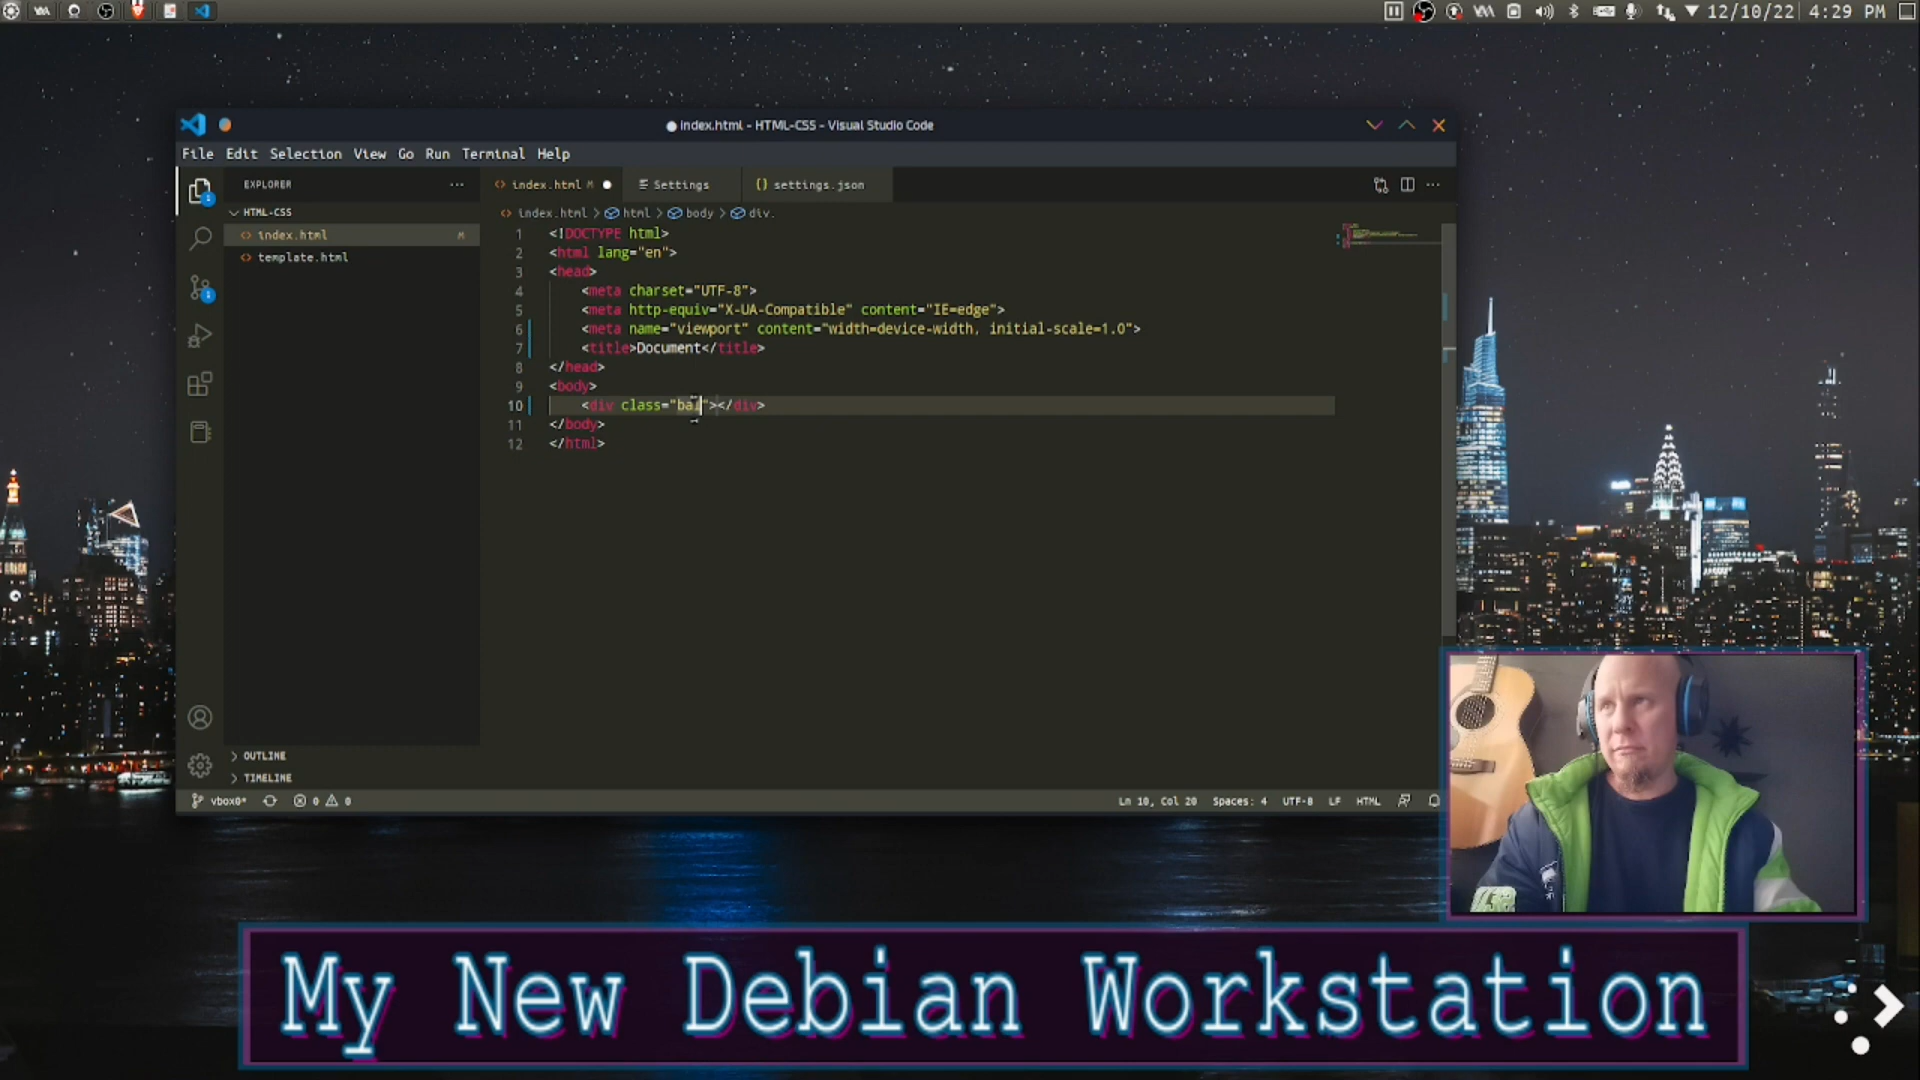 12/10/22 4:29 PM
index.html - HTML-CSS - Visual Studio Code
File Edit Selection View Go Run Terminal Help
EXPLORER
index.html M
Settings
{} settings.json
HTML-CSS
index.html > html > body > div.
index.html M
template.html
1 <!DOCTYPE html>
2 <html lang="en">
3 <head>
4 <meta charset="UTF-8">
5 <meta http-equiv="X-UA-Compatible" content="IE=edge">
6 <meta name="viewport" content="width=device-width, initial-scale=1.0">
7 <title>Document</title>
8 </head>
9 <body>
10 <div class="bal"></div>
11 </body>
12 </html>
OUTLINE
TIMELINE
vbox0* 0 0
Ln 10, Col 20 Spaces: 4 UTF-8 LF HTML
My New Debian Workstation